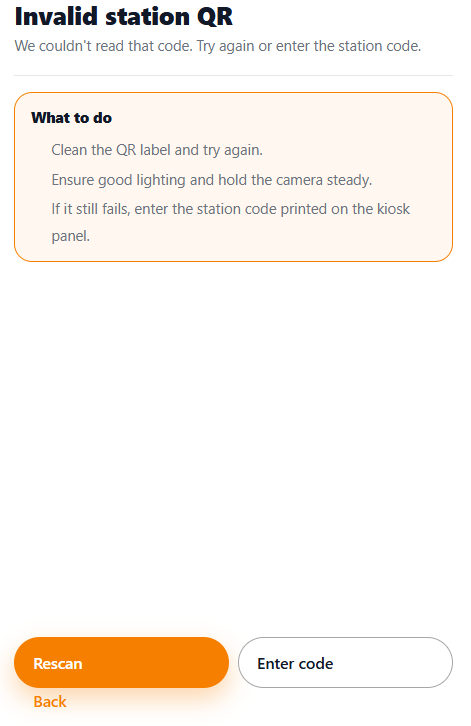 Invalid station QR
We couldn't read that code. Try again or enter the station code.
What to do
Clean the QR label and try again.
Ensure good lighting and hold the camera steady.
If it still fails, enter the station code printed on the kiosk
panel.
Rescan
Enter code
Back